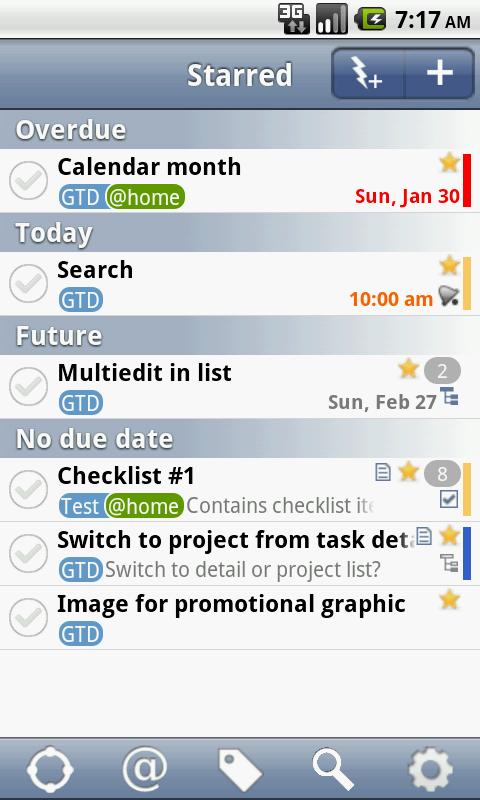 3G 7:17 AM
Starred
Overdue
Calendar month
GTD @home Sun, Jan 30
Today
Search
GTD 10:00 am
Future
Multiedit in list 2
GTD Sun, Feb 27
No due date
Checklist #1 8
Test @home Contains checklist ite
Switch to project from task deta
GTD Switch to detail or project list?
Image for promotional graphic
GTD
@